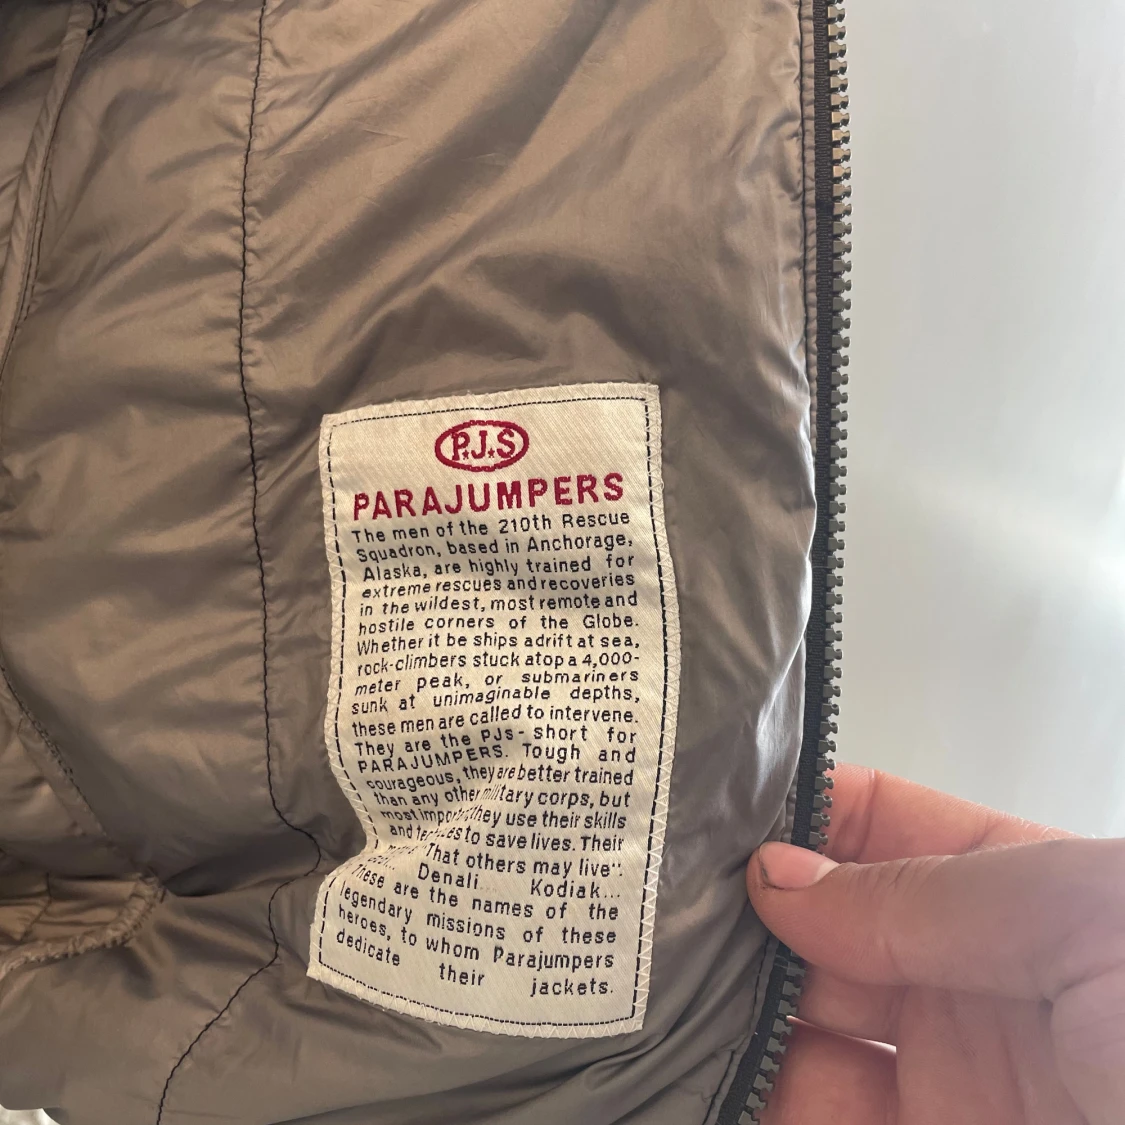 P.J.S
PARAJUMPERS
The men of the 210th Rescue
Squadron, based in Anchorage,
Alaska, are highly trained for
extreme rescues and recoveries
in the wildest, most remote and
hostile corners of the Globe.
Whether it be ships adrift at sea,
rock-climbers stuck atop a 4,000-
meter peak, or submariners
sunk at unimaginable depths,
these men are called to intervene.
They are the PJs- short for
PARAJUMPERS. Tough and
courageous, they are better trained
than any other military corps, but
most they use their skills
and to save lives. Their
"That others may live".
Denali... Kodiak...
These are the names of the
legendary missions of these
heroes, to whom Parajumpers
dedicate their jackets.